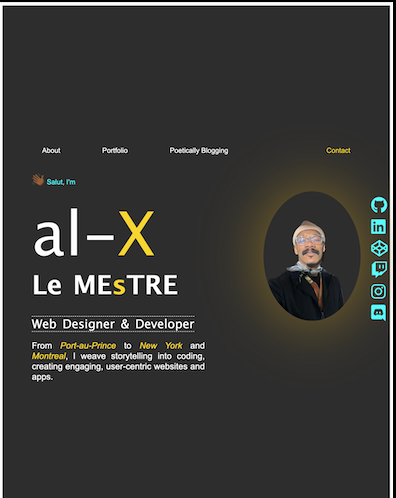 About Portfolio Poetically Blogging Contact
Salut, I'm
al-X
Le MEsTRE
Web Designer & Developer
From Port-au-Prince to New York and
Montreal, I weave storytelling into coding,
creating engaging, user-centric websites and
apps.